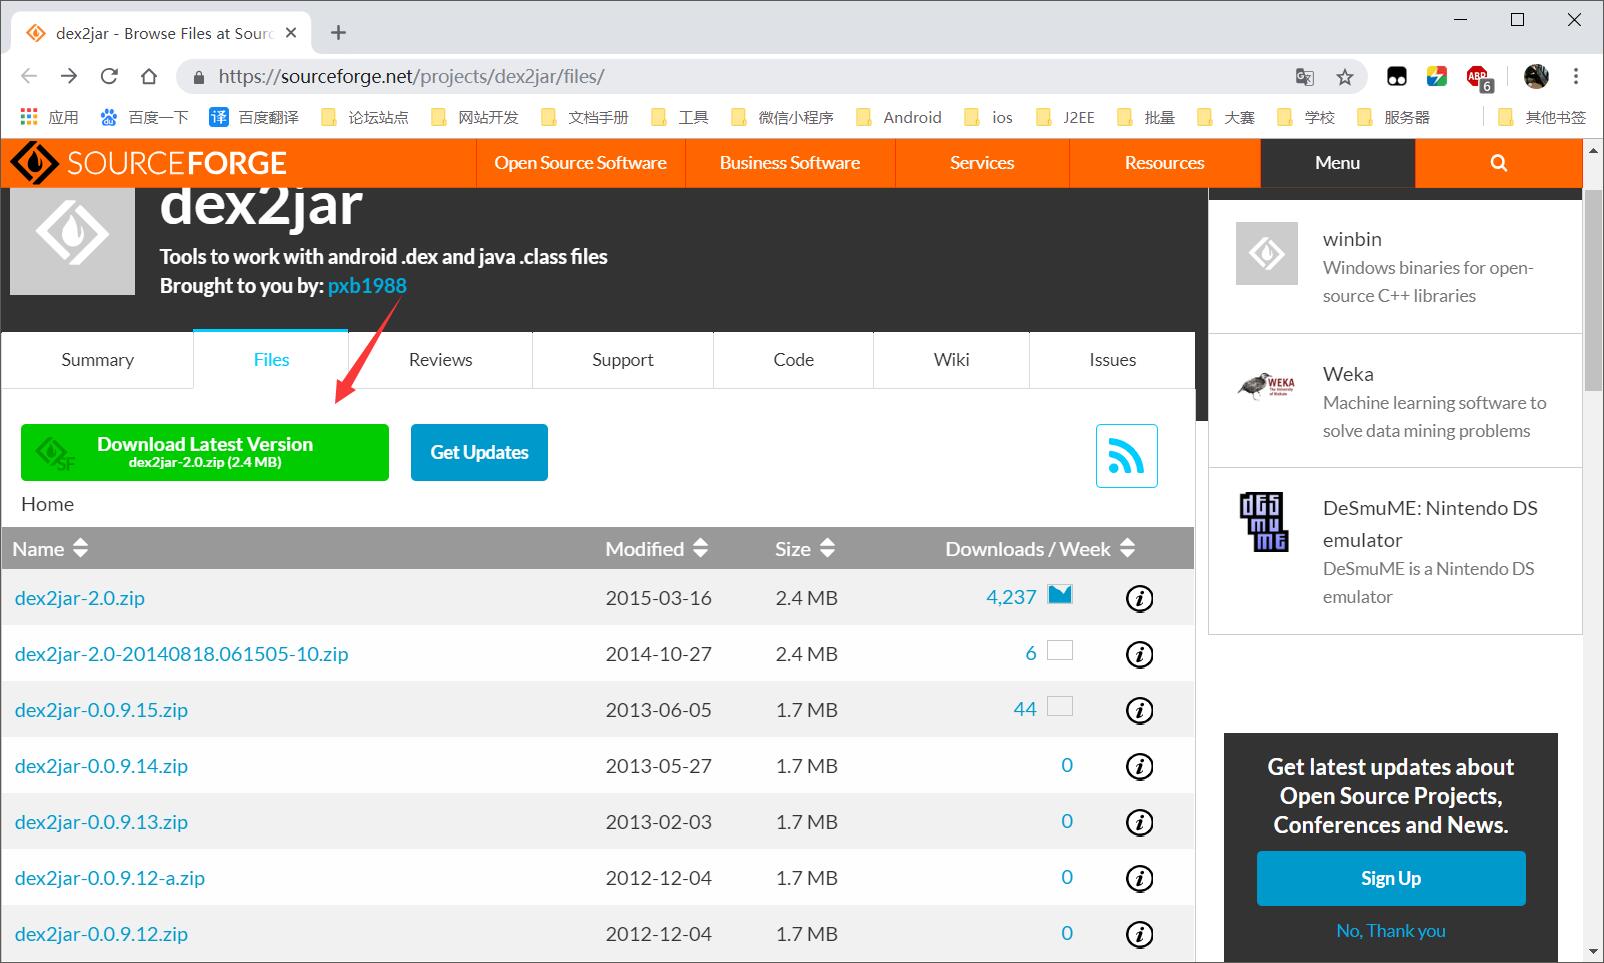 dex2jar - Browse Files at Sourc
https://sourceforge.net/projects/dex2jar/files/
ABP
6
应用
百度一下
译 百度翻译
论坛站点
网站开发
文档手册
工具
微信小程序
Android
ios
J2EE
批量
大赛
学校
服务器
其他书签
SOURCEFORGE
Open Source Software
Business Software
Services
Resources
Menu
dex2jar
Tools to work with android .dex and java .class files
Brought to you by: pxb1988
Summary
Files
Reviews
Support
Code
Wiki
Issues
Download Latest Version
dex2jar-2.0.zip (2.4 MB)
SF
Get Updates
Home
Name Modified Size Downloads / Week
dex2jar-2.0.zip 2015-03-16 2.4 MB 4,237 i
dex2jar-2.0-20140818.061505-10.zip 2014-10-27 2.4 MB 6 i
dex2jar-0.0.9.15.zip 2013-06-05 1.7 MB 44 i
dex2jar-0.0.9.14.zip 2013-05-27 1.7 MB 0 i
dex2jar-0.0.9.13.zip 2013-02-03 1.7 MB 0 i
dex2jar-0.0.9.12-a.zip 2012-12-04 1.7 MB 0 i
dex2jar-0.0.9.12.zip 2012-12-04 1.7 MB 0 i
winbin
Windows binaries for open-
source C++ libraries
WEKA
Weka
Machine learning software to
solve data mining problems
DeSmuME
DeSmuME: Nintendo DS
emulator
DeSmuME is a Nintendo DS
emulator
Get latest updates about
Open Source Projects,
Conferences and News.
Sign Up
No, Thank you